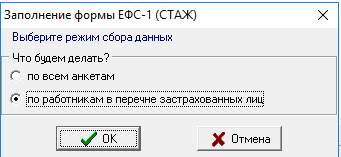 Заполнение формы ЕФС-1 (СТАЖ)
Выберите режим сбора данных
Что будем делать?
по всем анкетам
по работникам в перечне застрахованных лиц
OK
Отмена